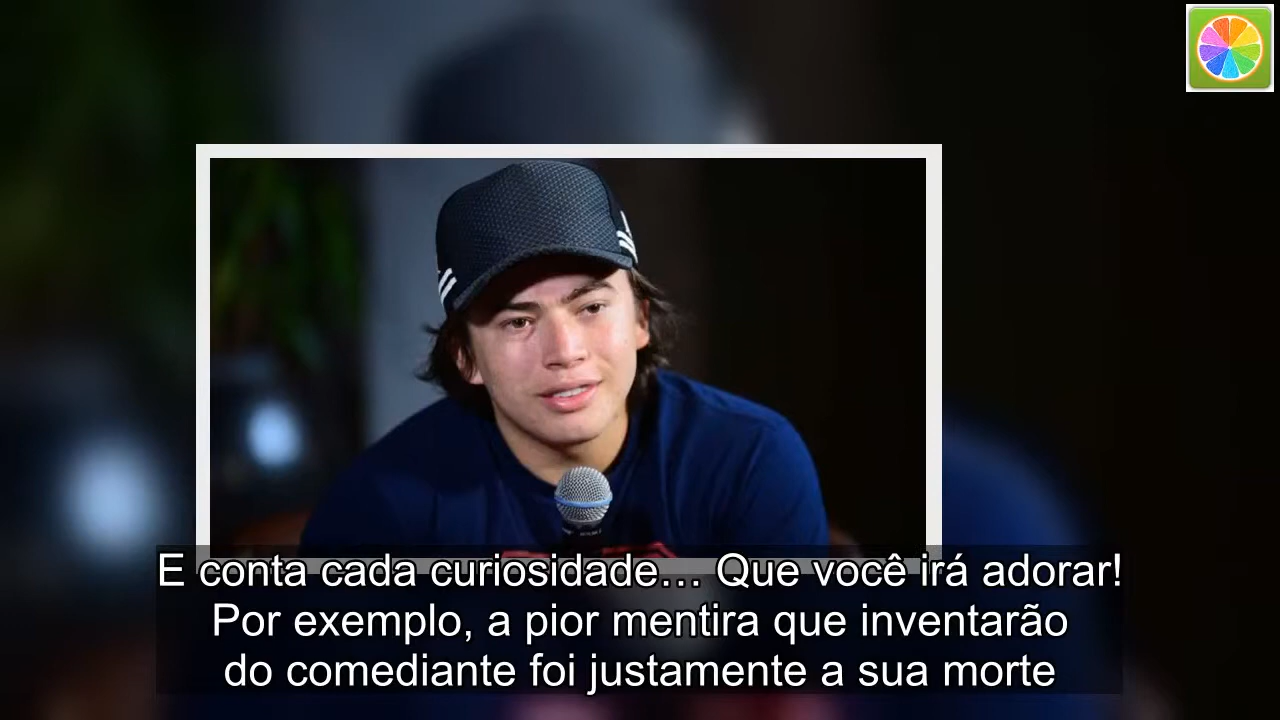 E conta cada curiosidade… Que você irá adorar!
Por exemplo, a pior mentira que inventarão
do comediante foi justamente a sua morte